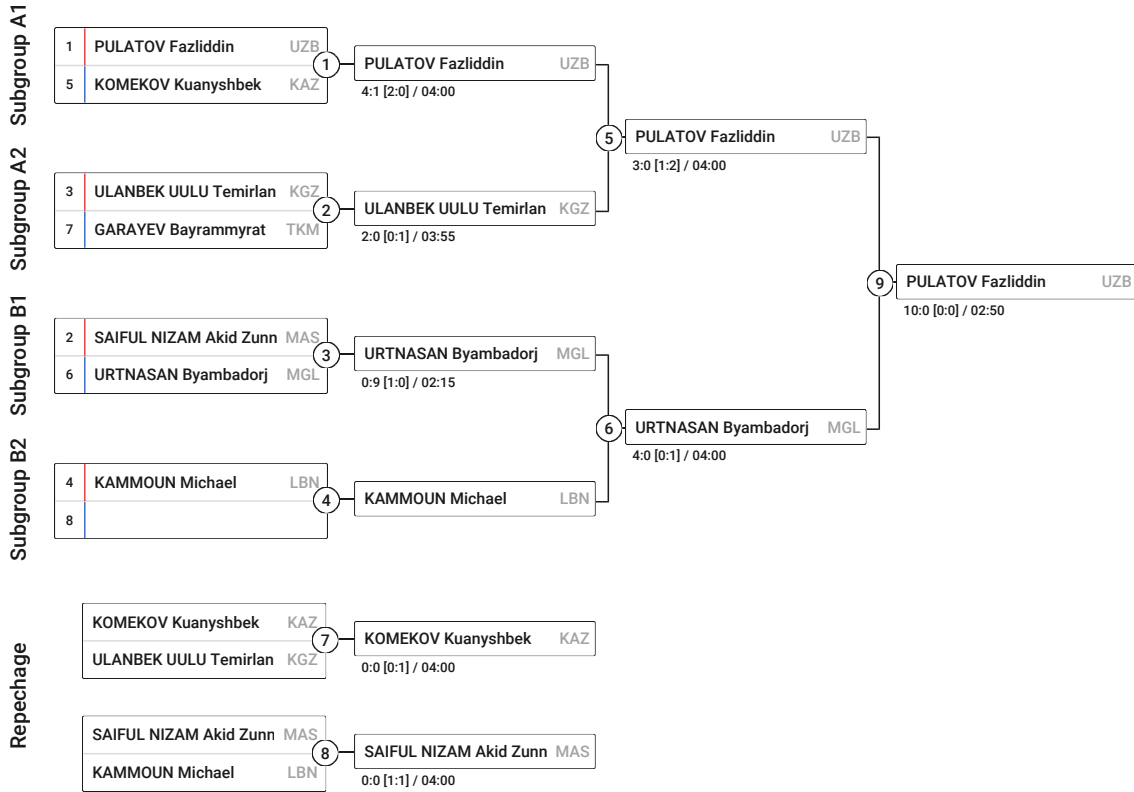 Subgroup A1
1 PULATOV Fazliddin UZB
5 KOMEKOV Kuanyshbek KAZ
1
PULATOV Fazliddin UZB
4:1 [2:0] / 04:00
5
PULATOV Fazliddin UZB
3:0 [1:2] / 04:00
Subgroup A2
3 ULANBEK UULU Temirlan KGZ
7 GARAYEV Bayrammyrat TKM
2
ULANBEK UULU Temirlan KGZ
2:0 [0:1] / 03:55
9
PULATOV Fazliddin UZB
10:0 [0:0] / 02:50
Subgroup B1
2 SAIFUL NIZAM Akid Zunn MAS
6 URTNASAN Byambadorj MGL
3
URTNASAN Byambadorj MGL
0:9 [1:0] / 02:15
6
URTNASAN Byambadorj MGL
4:0 [0:1] / 04:00
Subgroup B2
4 KAMMOUN Michael LBN
8
4
KAMMOUN Michael LBN
Repechage
KOMEKOV Kuanyshbek KAZ
ULANBEK UULU Temirlan KGZ
7
KOMEKOV Kuanyshbek KAZ
0:0 [0:1] / 04:00
SAIFUL NIZAM Akid Zunn MAS
KAMMOUN Michael LBN
8
SAIFUL NIZAM Akid Zunn MAS
0:0 [1:1] / 04:00